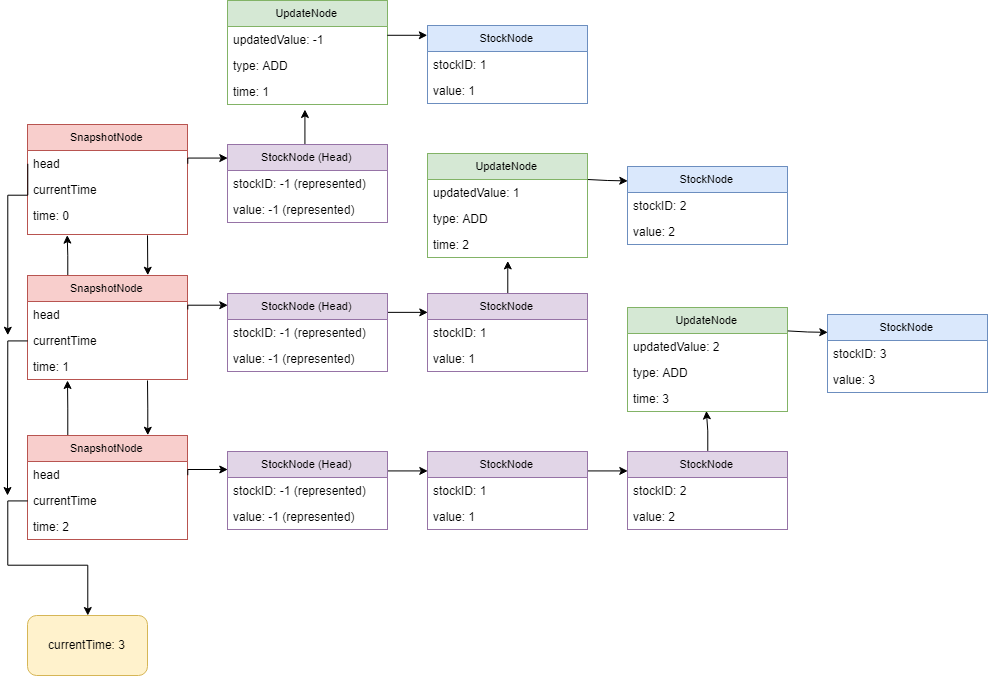 UpdateNode
updatedValue: -1
type: ADD
time: 1
StockNode
stockID: 1
value: 1
SnapshotNode
head
currentTime
time: 0
StockNode (Head)
stockID: -1 (represented)
value: -1 (represented)
UpdateNode
updatedValue: 1
type: ADD
time: 2
StockNode
stockID: 2
value: 2
SnapshotNode
head
currentTime
time: 1
StockNode (Head)
stockID: -1 (represented)
value: -1 (represented)
StockNode
stockID: 1
value: 1
UpdateNode
updatedValue: 2
type: ADD
time: 3
StockNode
stockID: 3
value: 3
SnapshotNode
head
currentTime
time: 2
StockNode (Head)
stockID: -1 (represented)
value: -1 (represented)
StockNode
stockID: 1
value: 1
StockNode
stockID: 2
value: 2
currentTime: 3